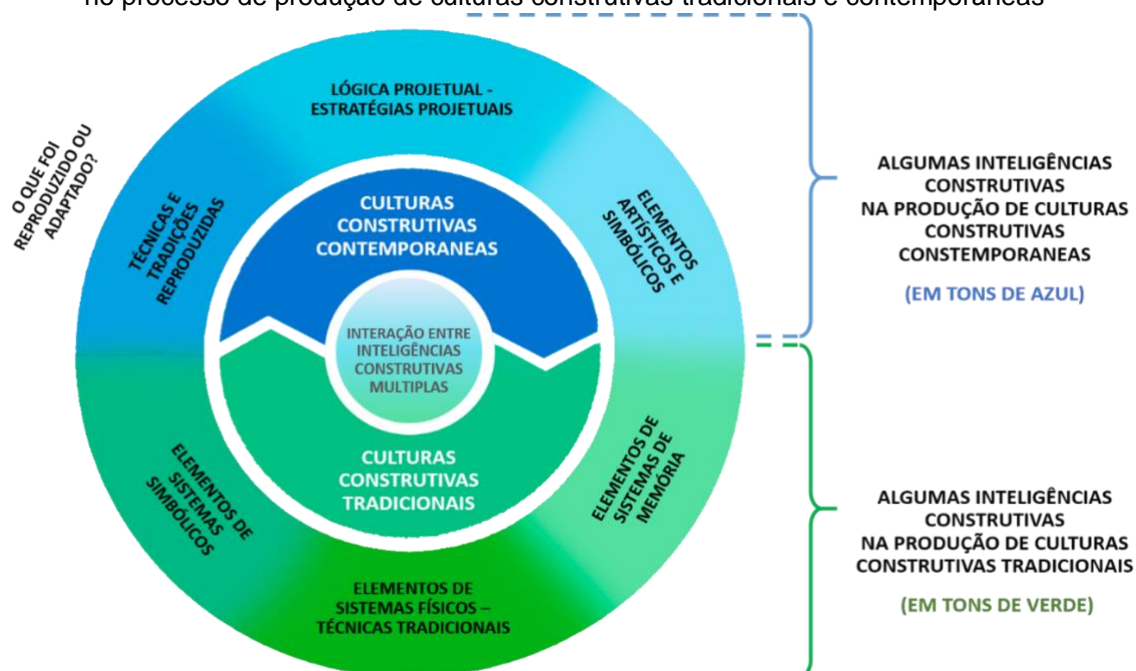 no processo de produção de culturas construtivas tradicionais e contemporâneas
LÓGICA PROJETUAL -
ESTRATÉGIAS PROJETUAIS
O QUE FOI
REPRODUZIDO OU
ADAPTADO?
TÉCNICAS E
TRADIÇÕES
REPRODUZIDAS
CULTURAS
CONSTRUTIVAS
CONTEMPORANEAS
ELEMENTOS
ARTÍSTICOS E
SIMBÓLICOS
INTERAÇÃO ENTRE
INTELIGÊNCIAS
CONSTRUTIVAS
MULTIPLAS
CULTURAS
CONSTRUTIVAS
TRADICIONAIS
ELEMENTOS DE
SISTEMAS
SIMBÓLICOS
ELEMENTOS DE
SISTEMAS DE
MEMÓRIA
ELEMENTOS DE
SISTEMAS FÍSICOS –
TÉCNICAS TRADICIONAIS
ALGUMAS INTELIGÊNCIAS
CONSTRUTIVAS
NA PRODUÇÃO DE CULTURAS
CONSTRUTIVAS
CONSTEMPORANEAS
(EM TONS DE AZUL)
ALGUMAS INTELIGÊNCIAS
CONSTRUTIVAS
NA PRODUÇÃO DE CULTURAS
CONSTRUTIVAS TRADICIONAIS
(EM TONS DE VERDE)